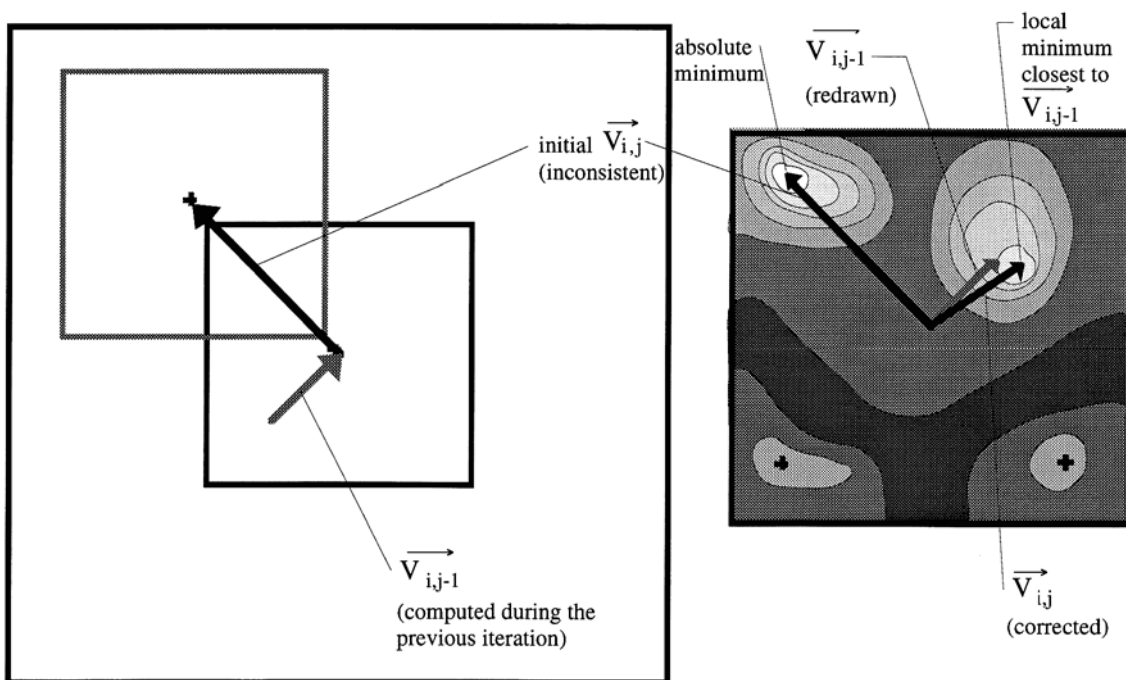 initial V i,j
(inconsistent)
V i,j-1
(computed during the
previous iteration)
absolute
minimum
V i,j-1
(redrawn)
local
minimum
closest to
V i,j-1
V i,j
(corrected)